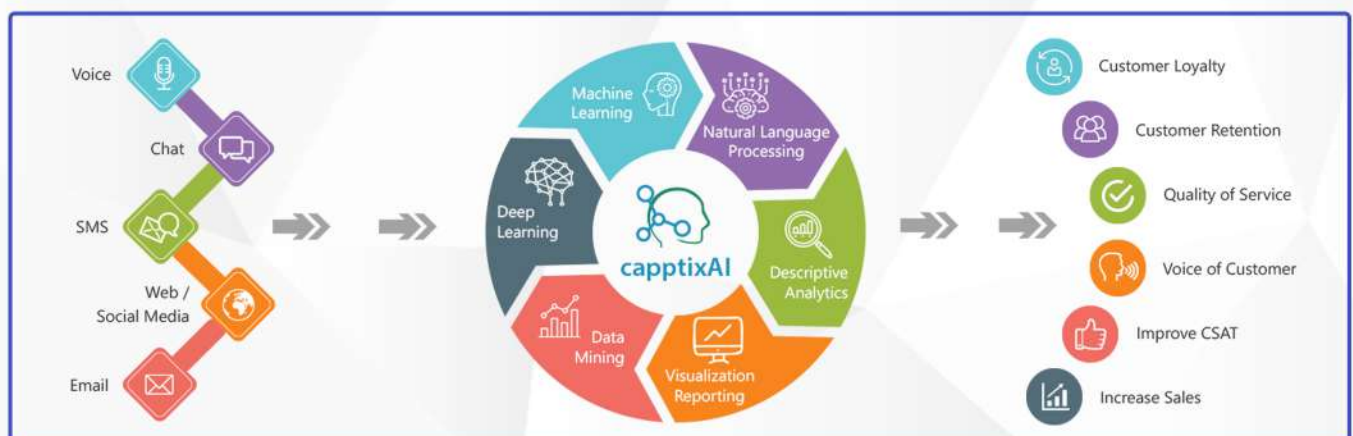 Voice
Chat
SMS
Web /
Social Media
Email
Machine
Learning
Natural Language
Processing
Deep
Learning
capptixAI
Descriptive
Analytics
Data
Mining
Visualization
Reporting
Customer Loyalty
Customer Retention
Quality of Service
Voice of Customer
Improve CSAT
Increase Sales